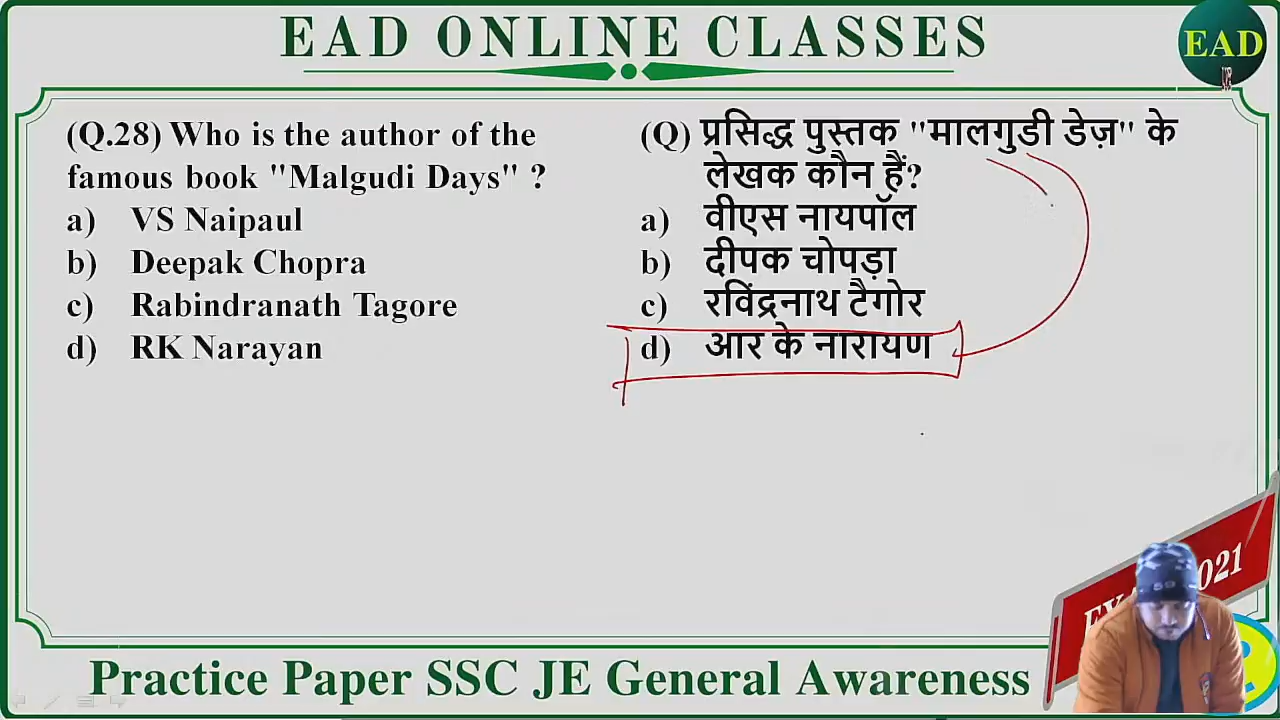 EAD ONLINE CLASSES
EAD
(Q.28) Who is the author of the
famous book "Malgudi Days" ?
a) VS Naipaul
b) Deepak Chopra
c) Rabindranath Tagore
d) RK Narayan
(Q) प्रसिद्ध पुस्तक "मालगुडी डेज़" के
लेखक कौन हैं?
a) वीएस नायपॉल
b) दीपक चोपड़ा
c) रविंद्रनाथ टैगोर
d) आर के नारायण
Practice Paper SSC JE General Awareness